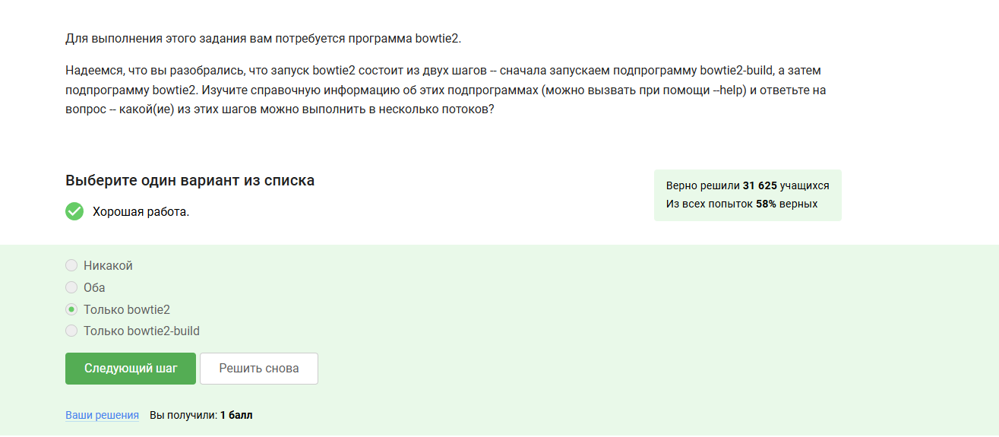 Для выполнения этого задания вам потребуется программа bowtie2.
Надеемся, что вы разобрались, что запуск bowtie2 состоит из двух шагов -- сначала запускаем подпрограмму bowtie2-build, а затем
подпрограмму bowtie2. Изучите справочную информацию об этих подпрограммах (можно вызвать при помощи --help) и ответьте на
вопрос -- какой(ие) из этих шагов можно выполнить в несколько потоков?
Выберите один вариант из списка
Хорошая работа.
Верно решили 31 625 учащихся
Из всех попыток 58% верных
Никакой
Оба
Только bowtie2
Только bowtie2-build
Следующий шаг
Решить снова
Ваши решения Вы получили: 1 балл